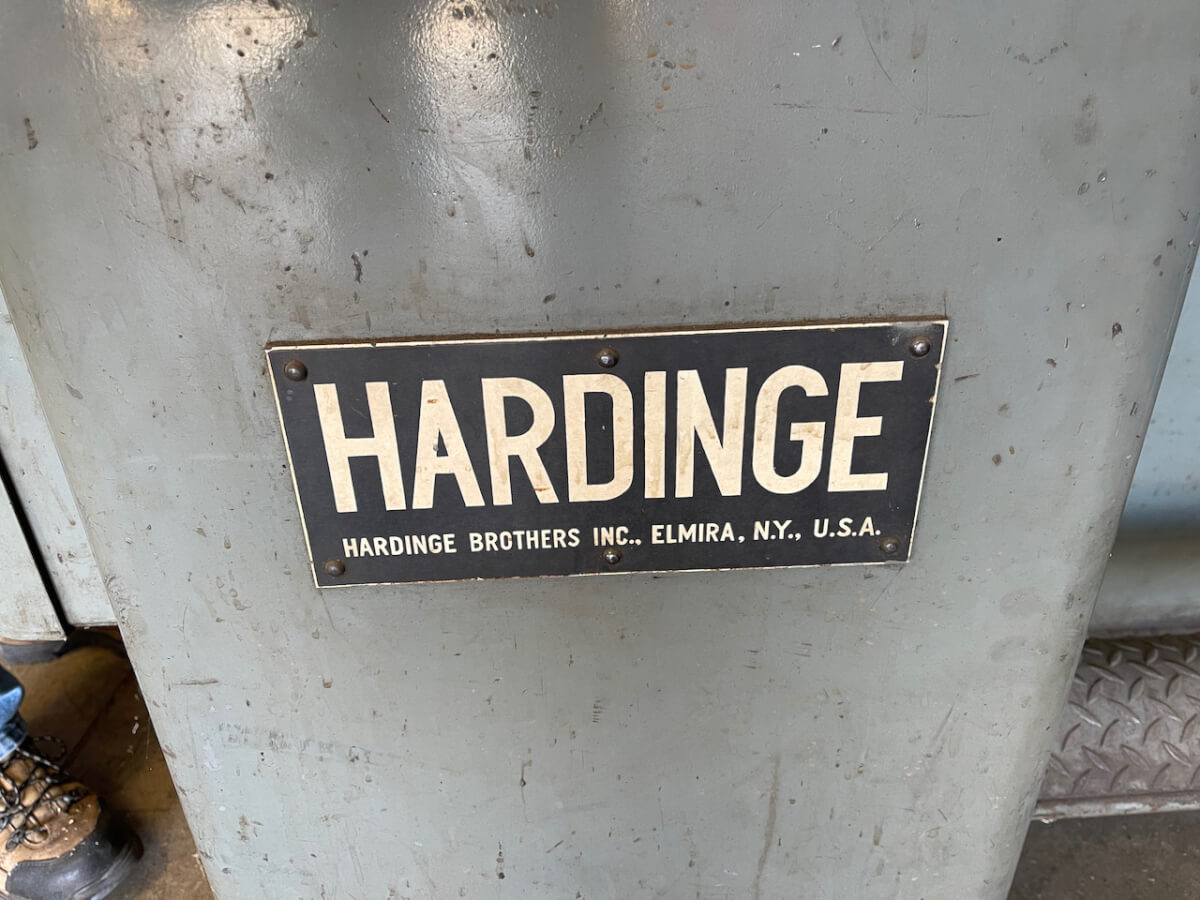 HARDINGE
HARDINGE BROTHERS INC., ELMIRA, N.Y., U.S.A.